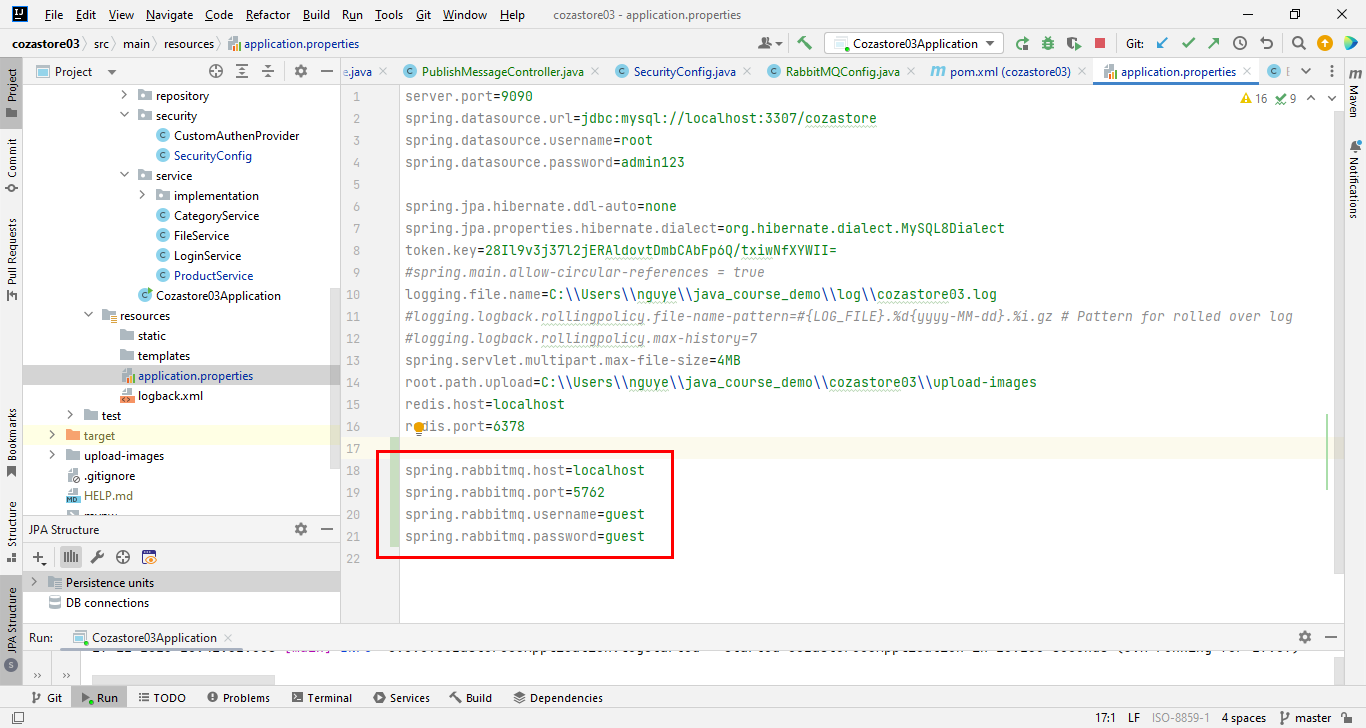 File Edit View Navigate Code Refactor Build Run Tools Git Window Help cozastore03 - application.properties
cozastore03 src main resources application.properties Cozastore03Application Git:
Project e.java PublishMessageController.java SecurityConfig.java RabbitMQConfig.java pom.xml (cozastore03) application.properties
Project
Commit
Pull Requests
Bookmarks
Structure
JPA Structure
repository
security
CustomAuthenProvider
SecurityConfig
service
implementation
CategoryService
FileService
LoginService
ProductService
Cozastore03Application
resources
static
templates
application.properties
logback.xml
test
target
upload-images
.gitignore
HELP.md
JPA Structure
Persistence units
DB connections
16 9
1 server.port=9090
2 spring.datasource.url=jdbc:mysql://localhost:3307/cozastore
3 spring.datasource.username=root
4 spring.datasource.password=admin123
5
6 spring.jpa.hibernate.ddl-auto=none
7 spring.jpa.properties.hibernate.dialect=org.hibernate.dialect.MySQL8Dialect
8 token.key=28Il9v3j37l2jERAldovtDmbCAbFp6Q/txiwNfXYWII=
9 #spring.main.allow-circular-references = true
10 logging.file.name=C:\\Users\\nguye\\java_course_demo\\log\\cozastore03.log
11 #logging.logback.rollingpolicy.file-name-pattern=#{LOG_FILE}.%d{yyyy-MM-dd}.%i.gz # Pattern for rolled over log
12 #logging.logback.rollingpolicy.max-history=7
13 spring.servlet.multipart.max-file-size=4MB
14 root.path.upload=C:\\Users\\nguye\\java_course_demo\\cozastore03\\upload-images
15 redis.host=localhost
16 redis.port=6378
17
18 spring.rabbitmq.host=localhost
19 spring.rabbitmq.port=5762
20 spring.rabbitmq.username=guest
21 spring.rabbitmq.password=guest
22
Maven
Notifications
Run: Cozastore03Application
Git Run TODO Problems Terminal Services Build Dependencies
17:1 LF ISO-8859-1 4 spaces master